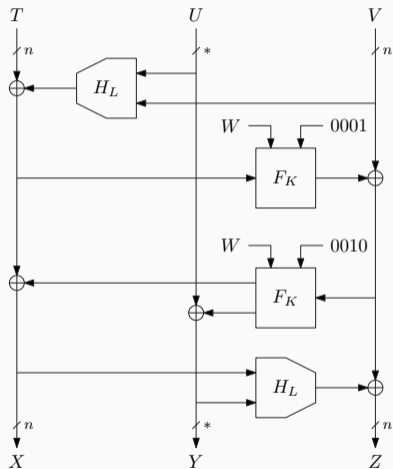 T U V
n * n
H_L
W 0001
F_K
W 0010
F_K
H_L
n * n
X Y Z